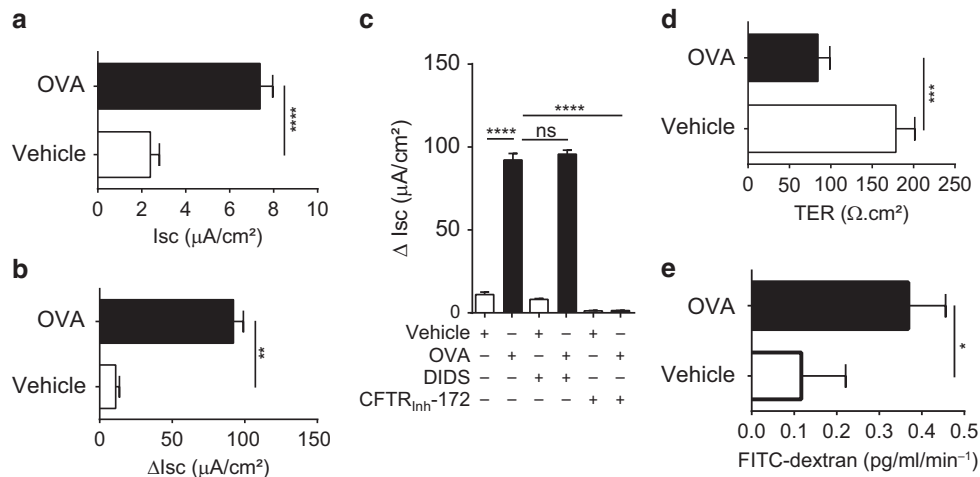 a
OVA
Vehicle
****
0 2 4 6 8 10
Isc (μA/cm²)
b
OVA
Vehicle
**
0 50 100 150
ΔIsc (μA/cm²)
c
150
100
50
0
Δ Isc (μA/cm²)
****
ns
****
Vehicle + – + – + –
OVA – + – + – +
DIDS – – + + – –
CFTRInh-172 – – – – + +
d
OVA
Vehicle
***
0 50 100 150 200 250
TER (Ω.cm²)
e
OVA
Vehicle
*
0.0 0.1 0.2 0.3 0.4 0.5
FITC-dextran (pg/ml/min⁻¹)